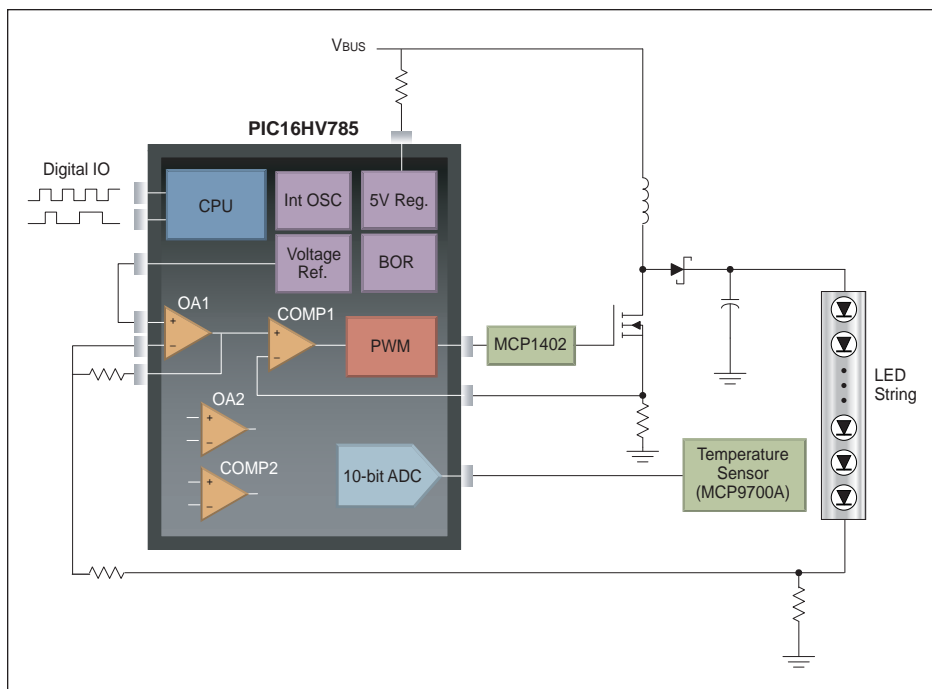 VBUS
PIC16HV785
Digital IO
CPU
Int OSC
5V Reg.
Voltage
Ref.
BOR
OA1
+
−
COMP1
+
−
PWM
MCP1402
OA2
+
−
COMP2
+
−
10-bit ADC
Temperature
Sensor
(MCP9700A)
LED
String